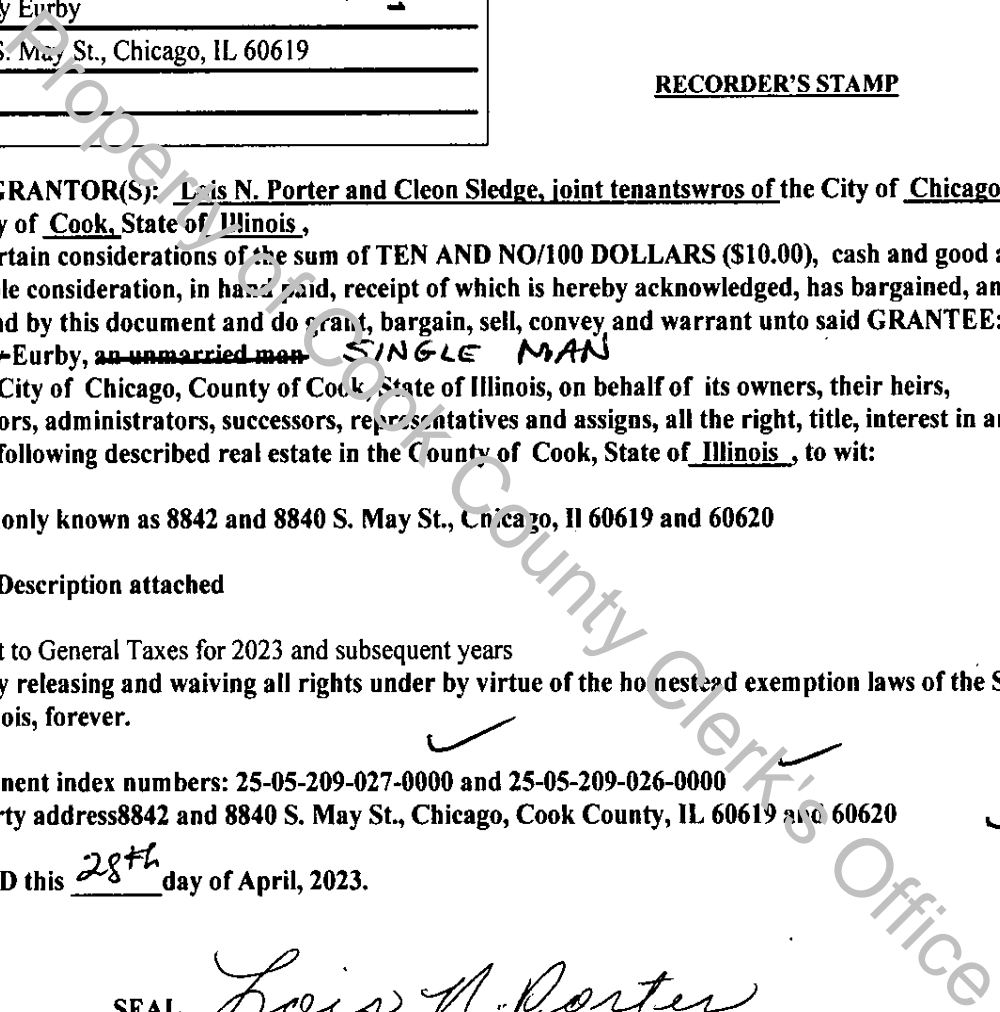 y Eurby
S. May St., Chicago, IL 60619
RECORDER'S STAMP
GRANTOR(S): Lois N. Porter and Cleon Sledge, joint tenantswros of the City of Chicago
y of Cook, State of Illinois ,
rtain considerations of the sum of TEN AND NO/100 DOLLARS ($10.00), cash and good a
le consideration, in hand paid, receipt of which is hereby acknowledged, has bargained, an
nd by this document and do grant, bargain, sell, convey and warrant unto said GRANTEE:
Eurby, an unmarried man SINGLE MAN
City of Chicago, County of Cook, State of Illinois, on behalf of its owners, their heirs,
ors, administrators, successors, representatives and assigns, all the right, title, interest in an
following described real estate in the County of Cook, State of Illinois , to wit:
only known as 8842 and 8840 S. May St., Chicago, Il 60619 and 60620
Description attached
t to General Taxes for 2023 and subsequent years
y releasing and waiving all rights under by virtue of the homestead exemption laws of the S
ois, forever.
nent index numbers: 25-05-209-027-0000 and 25-05-209-026-0000
rty address8842 and 8840 S. May St., Chicago, Cook County, IL 60619 and 60620
D this 28th day of April, 2023.
SEAL Lois N. Porter
Property of Cook County Clerk's Office